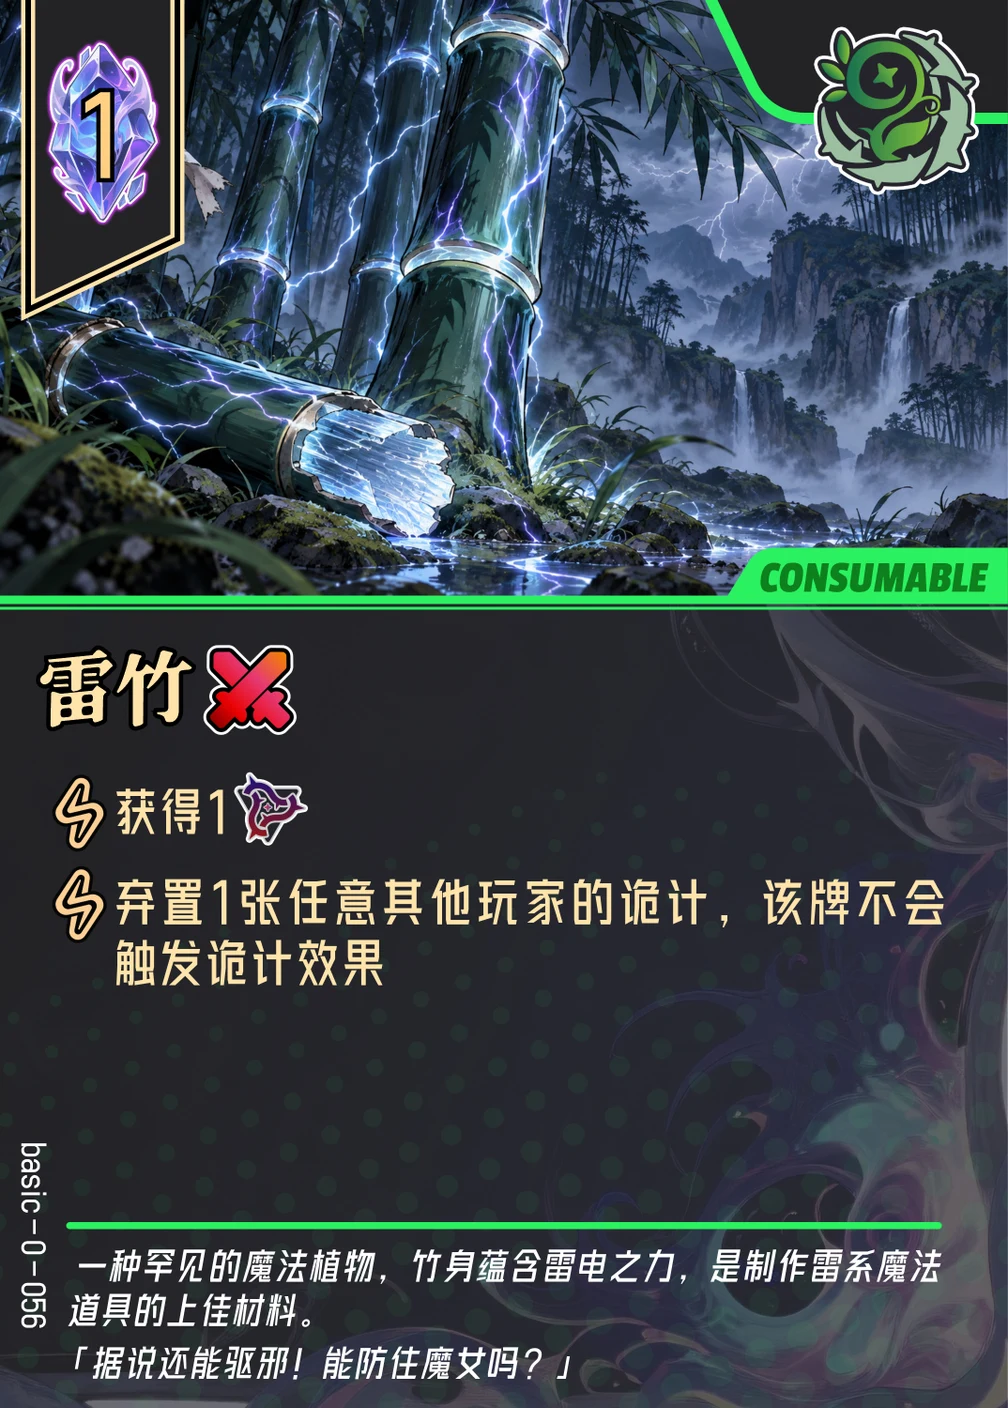 1
CONSUMABLE
雷竹
获得1
弃置1张任意其他玩家的诡计，该牌不会
触发诡计效果
basic-0-056
一种罕见的魔法植物，竹身蕴含雷电之力，是制作雷系魔法
道具的上佳材料。
「据说还能驱邪！能防住魔女吗？」